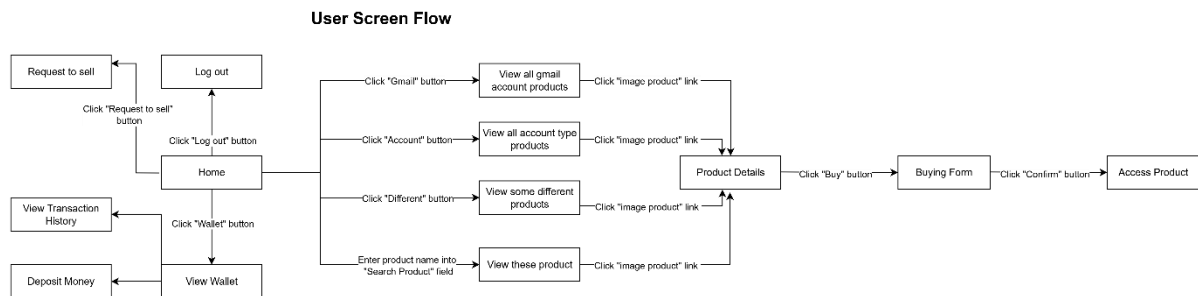 User Screen Flow
Request to sell
Log out
Click "Gmail" button
View all gmail
account products
Click "image product" link
Click "Request to sell"
button
Click "Log out" button
Click "Account" button
View all account type
products
Click "image product" link
Home
Product Details
Click "Buy" button
Buying Form
Click "Confirm" button
Access Product
View Transaction
History
Click "Wallet" button
Click "Different" button
View some different
products
Click "image product" link
Deposit Money
View Wallet
Enter product name into
"Search Product" field
View these product
Click "image product" link